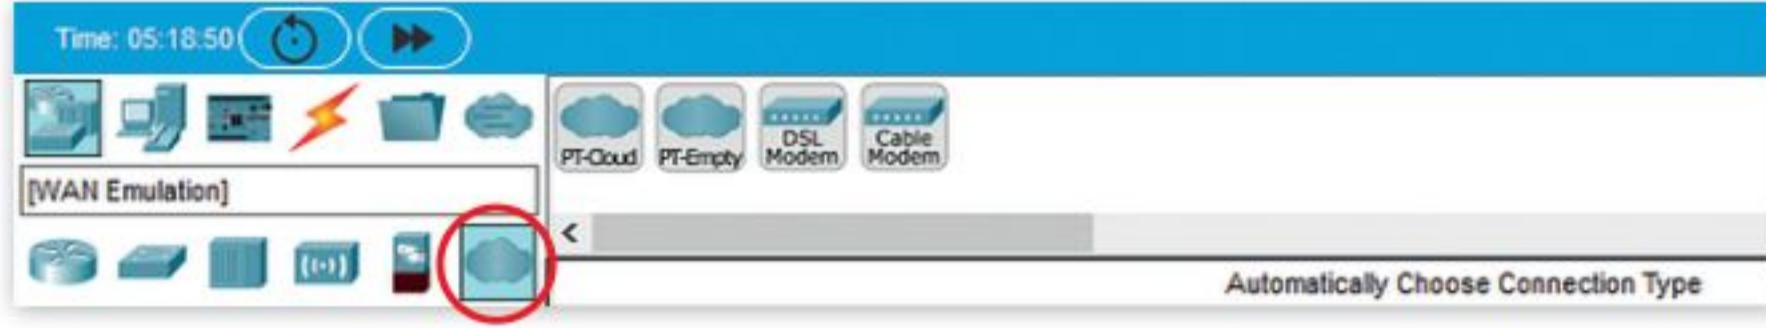 Time: 05:18:50
PT-Cloud PT-Empty DSL Modem Cable Modem
[WAN Emulation]
Automatically Choose Connection Type